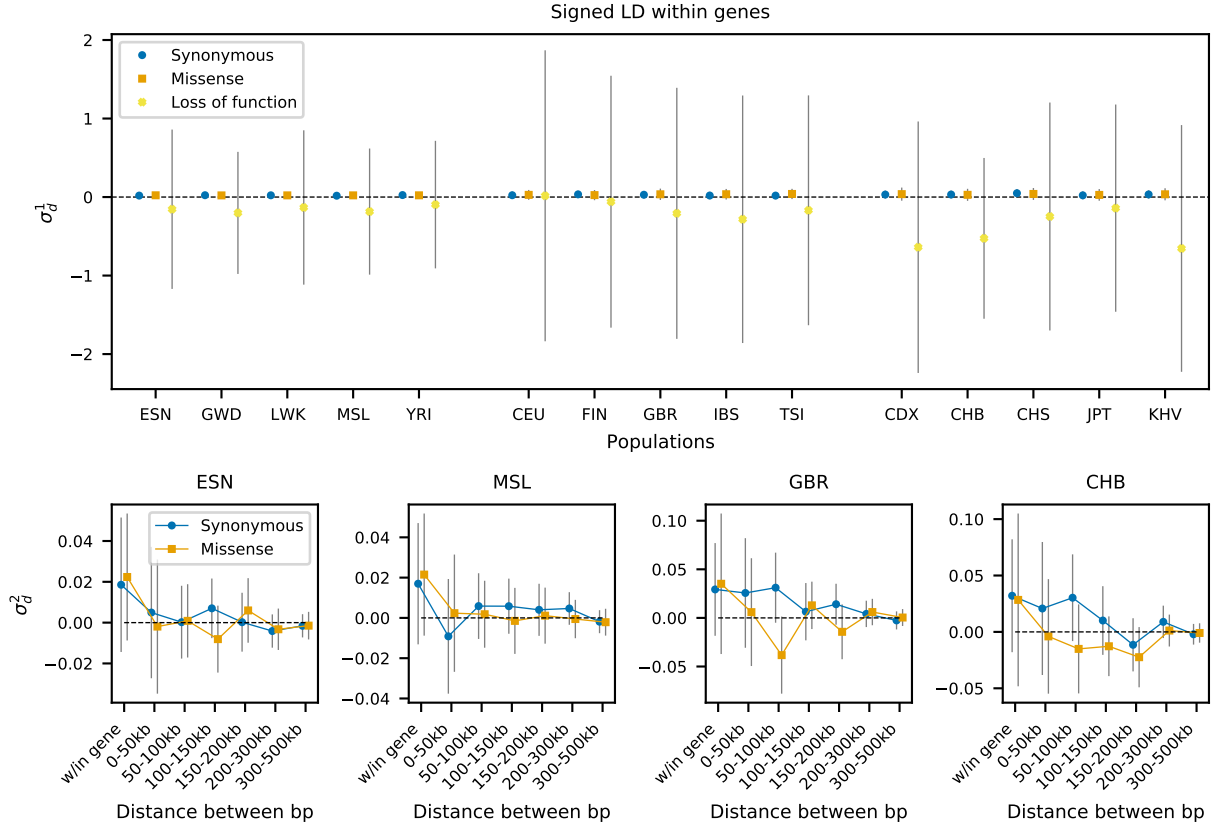 Signed LD within genes
2
1
0
−1
−2
σ_d^1
Synonymous
Missense
Loss of function
ESN GWD LWK MSL YRI CEU FIN GBR IBS TSI CDX CHB CHS JPT KHV
Populations
ESN MSL GBR CHB
σ_d^2
0.04
0.02
0.00
−0.02
Synonymous
Missense
w/in gene 0-50kb 50-100kb 100-150kb 150-200kb 200-300kb 300-500kb
Distance between bp
0.04
0.02
0.00
−0.02
−0.04
w/in gene 0-50kb 50-100kb 100-150kb 150-200kb 200-300kb 300-500kb
Distance between bp
0.10
0.05
0.00
−0.05
w/in gene 0-50kb 50-100kb 100-150kb 150-200kb 200-300kb 300-500kb
Distance between bp
0.10
0.05
0.00
−0.05
w/in gene 0-50kb 50-100kb 100-150kb 150-200kb 200-300kb 300-500kb
Distance between bp